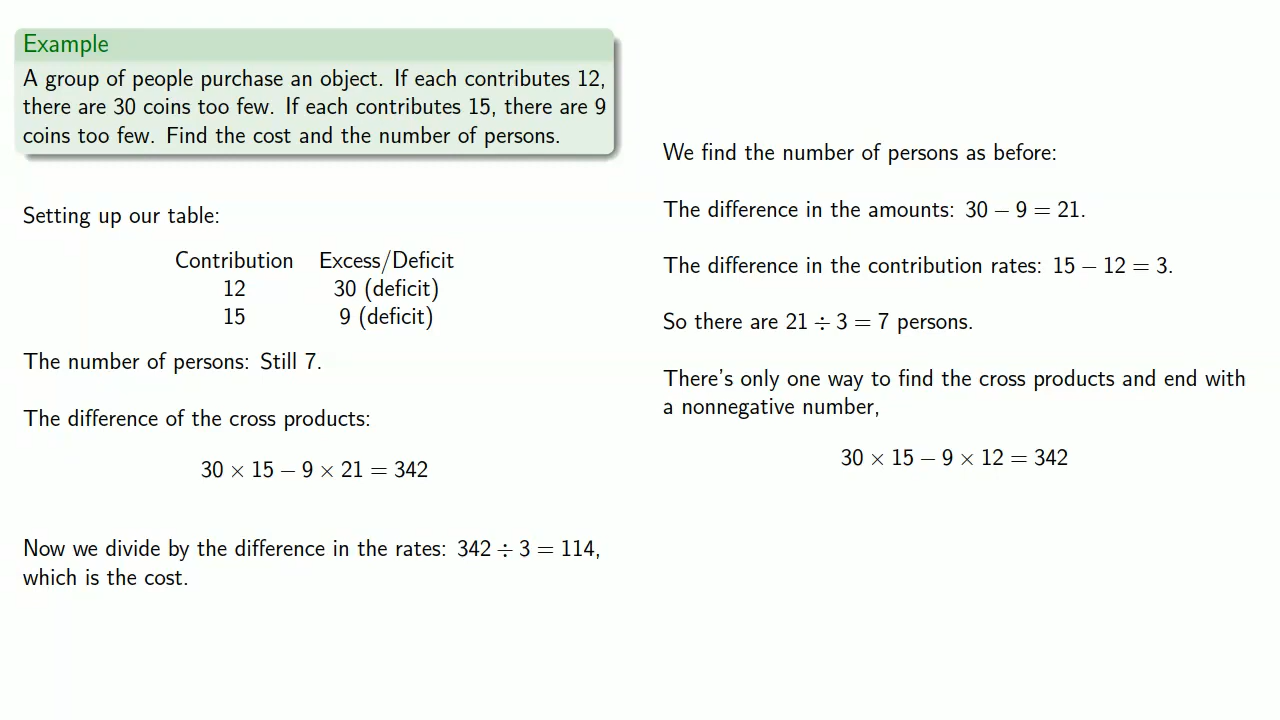 Example
A group of people purchase an object. If each contributes 12,
there are 30 coins too few. If each contributes 15, there are 9
coins too few. Find the cost and the number of persons.
Setting up our table:
Contribution Excess/Deficit
12 30 (deficit)
15 9 (deficit)
The number of persons: Still 7.
The difference of the cross products:
30 × 15 − 9 × 21 = 342
Now we divide by the difference in the rates: 342 ÷ 3 = 114,
which is the cost.
We find the number of persons as before:
The difference in the amounts: 30 − 9 = 21.
The difference in the contribution rates: 15 − 12 = 3.
So there are 21 ÷ 3 = 7 persons.
There's only one way to find the cross products and end with
a nonnegative number,
30 × 15 − 9 × 12 = 342